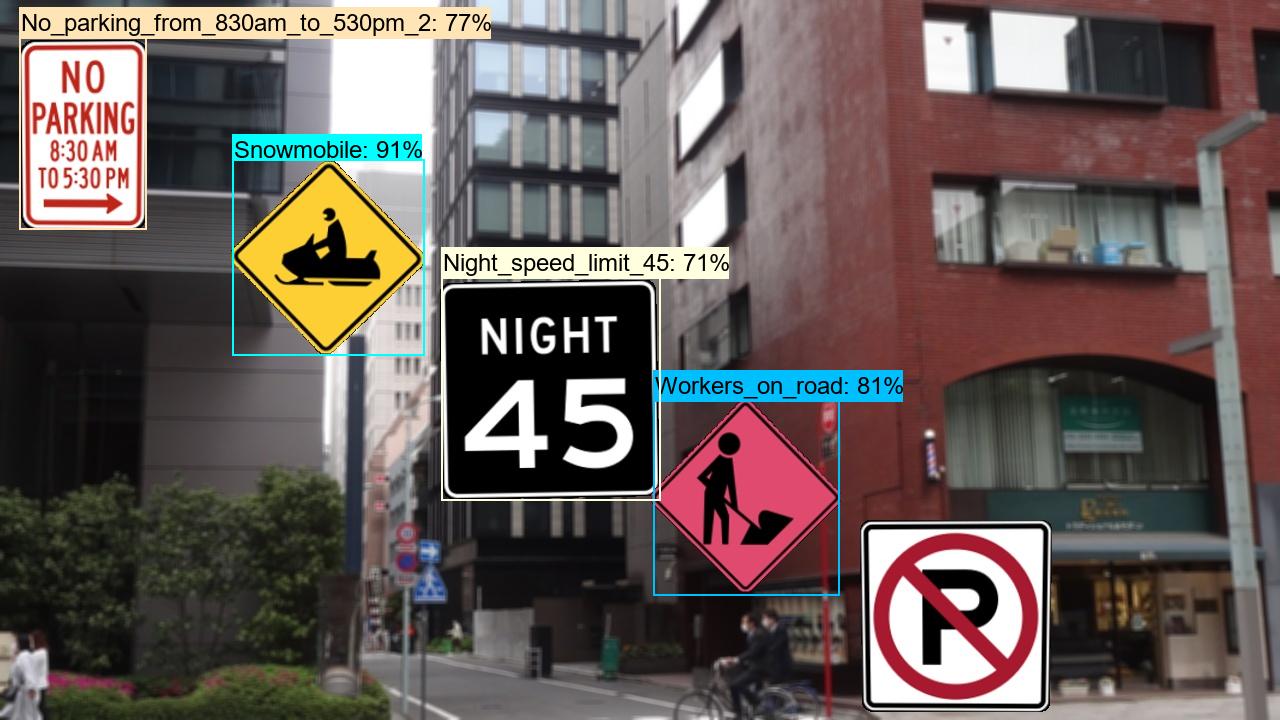 No_parking_from_830am_to_530pm_2: 77%
NO
PARKING
8:30 AM
TO 5:30 PM
Snowmobile: 91%
Night_speed_limit_45: 71%
NIGHT
45
Workers_on_road: 81%
P